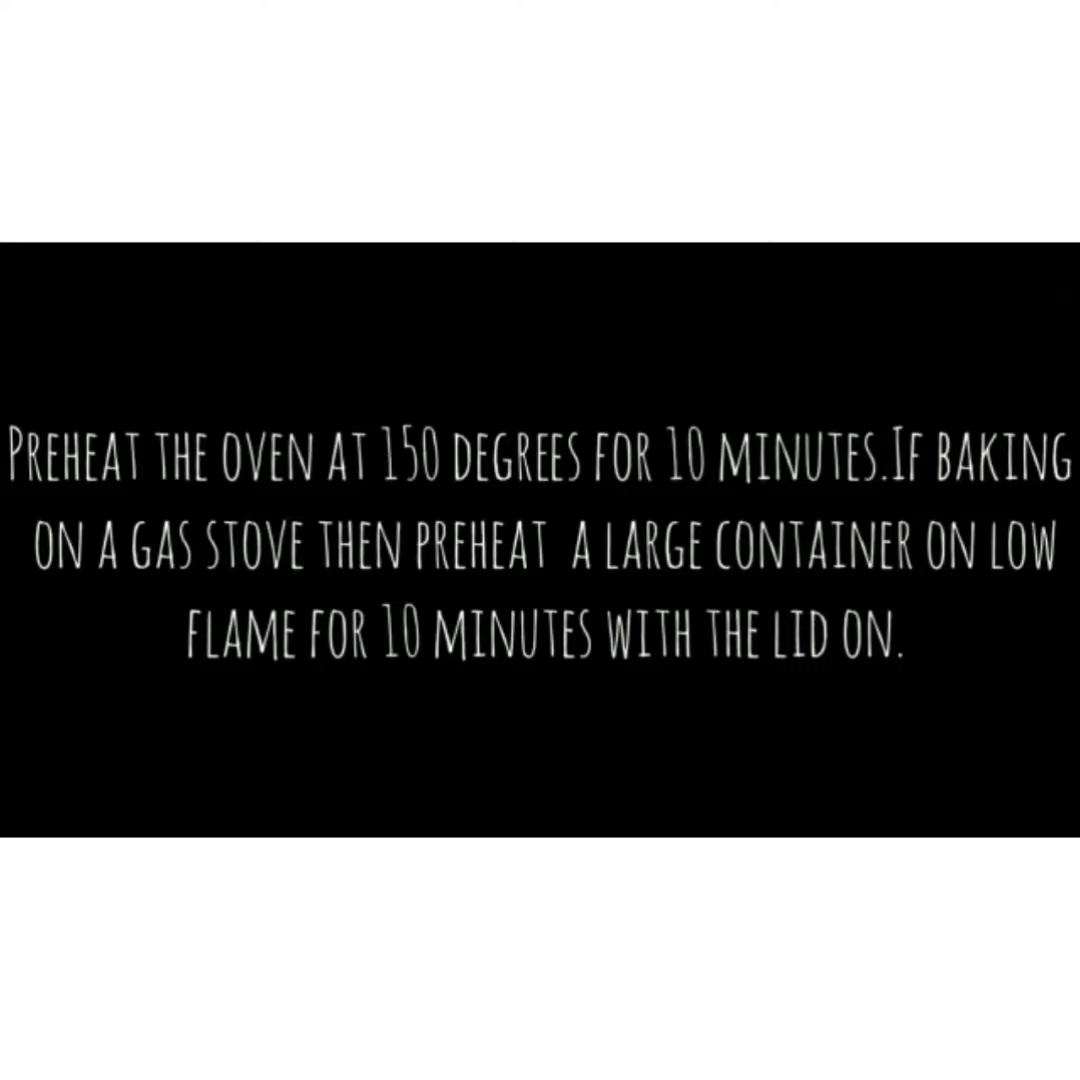 Preheat the oven at 150 degrees for 10 minutes.If baking
on a gas stove then preheat  a large container on low
flame for 10 minutes with the lid on.